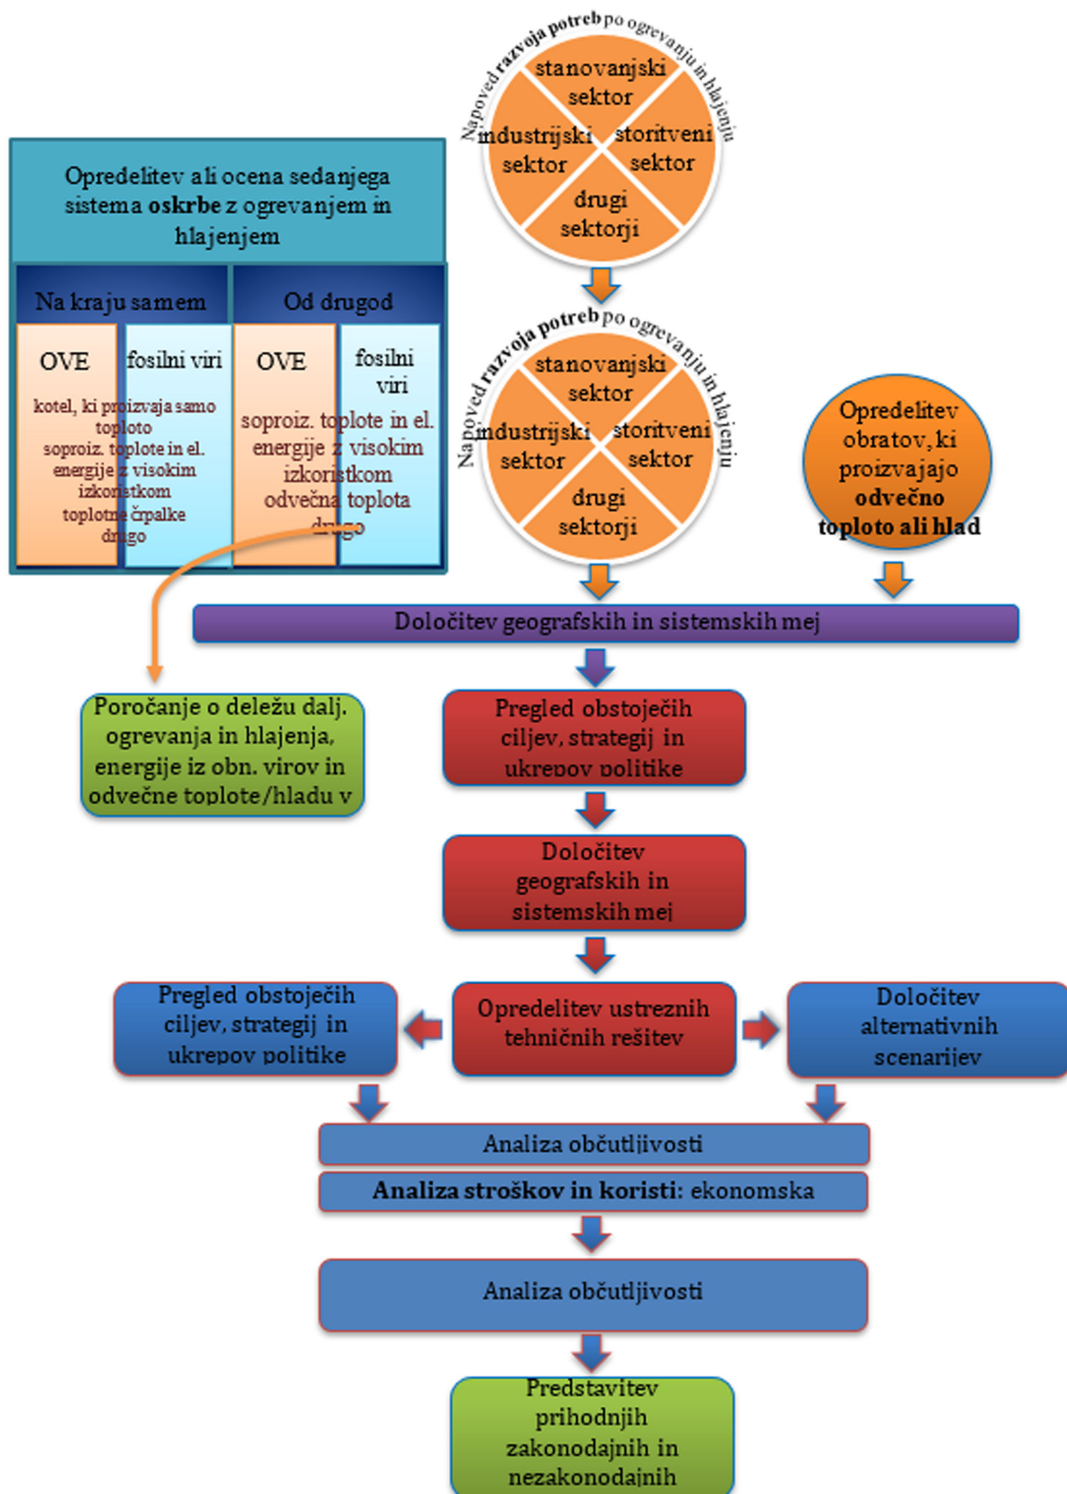 Napoved razvoja potreb po ogrevanju in hlajenju
stanovanjski
sektor
industrijski
sektor
storitveni
sektor
drugi
sektorji
Opredelitev ali ocena sedanjega
sistema oskrbe z ogrevanjem in
hlajenjem
Na kraju samem
Od drugod
OVE
fosilni viri
OVE
fosilni
viri
kotel, ki proizvaja samo
toploto
soproiz. toplote in el.
energije z visokim
izkoristkom
toplotne črpalke
drugo
soproiz. toplote in el.
energije z visokim
izkoristkom
odvečna toplota
drugo
Napoved razvoja potreb po ogrevanju in hlajenju
stanovanjski
sektor
industrijski
sektor
storitveni
sektor
drugi
sektorji
Opredelitev
obratov, ki
proizvajajo
odvečno
toploto ali hlad
Določitev geografskih in sistemskih mej
Poročanje o deležu dalj.
ogrevanja in hlajenja,
energije iz obn. virov in
odvečne toplote/hladu v
Pregled obstoječih
ciljev, strategij in
ukrepov politike
Določitev
geografskih in
sistemskih mej
Pregled obstoječih
ciljev, strategij in
ukrepov politike
Opredelitev ustreznih
tehničnih rešitev
Določitev
alternativnih
scenarijev
Analiza občutljivosti
Analiza stroškov in koristi: ekonomska
Analiza občutljivosti
Predstavitev
prihodnjih
zakonodajnih in
nezakonodajnih